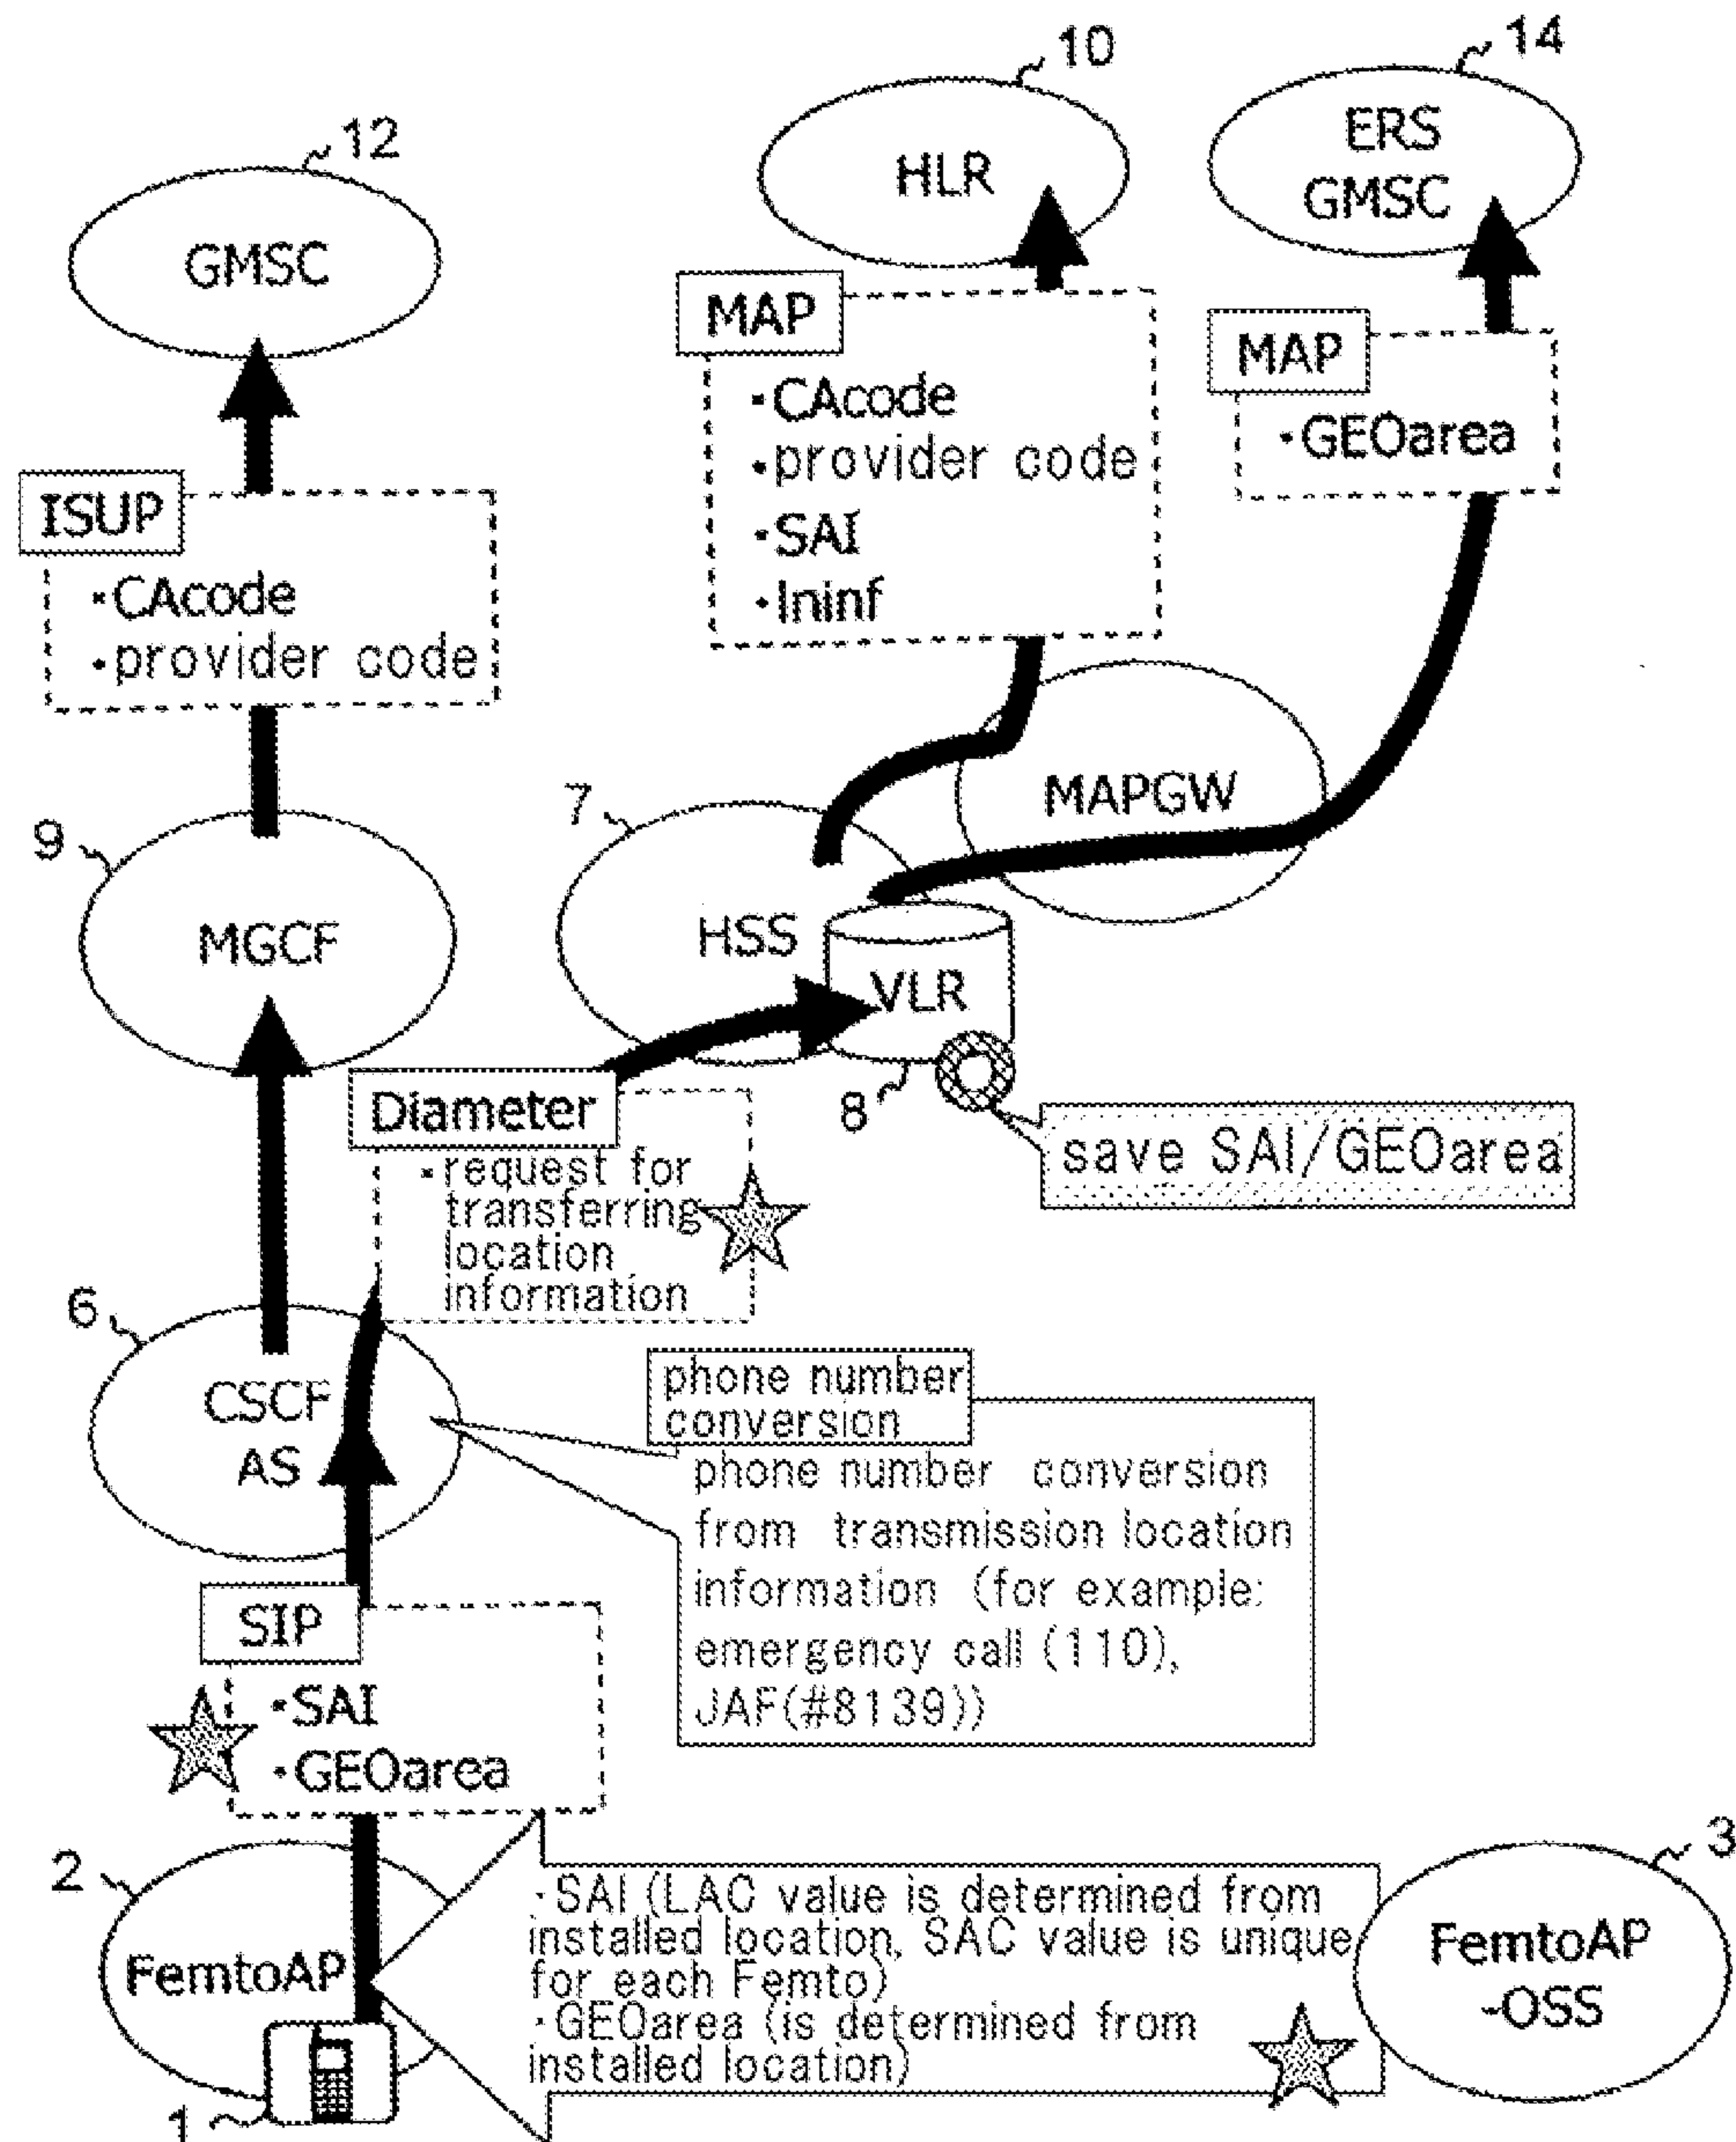 10
14
12
HLR
ERS
GMSC
GMSC
MAP
・CAcode
・provider code
・SAI
・Ininf
MAP
・GEOarea
ISUP
・CAcode
・provider code
MAPGW
7
9
MGCF
HSS
VLR
8
Diameter
・request for
transferring
location
information
save SAI/GEOarea
6
CSCF
AS
phone number
conversion
phone number conversion
from transmission location
information (for example:
emergency call (110),
JAF(#8139))
SIP
・SAI
・GEOarea
2
3
FemtoAP
・SAI (LAC value is determined from
installed location, SAC value is unique
for each Femto)
・GEOarea (is determined from
installed location)
FemtoAP
-OSS
1